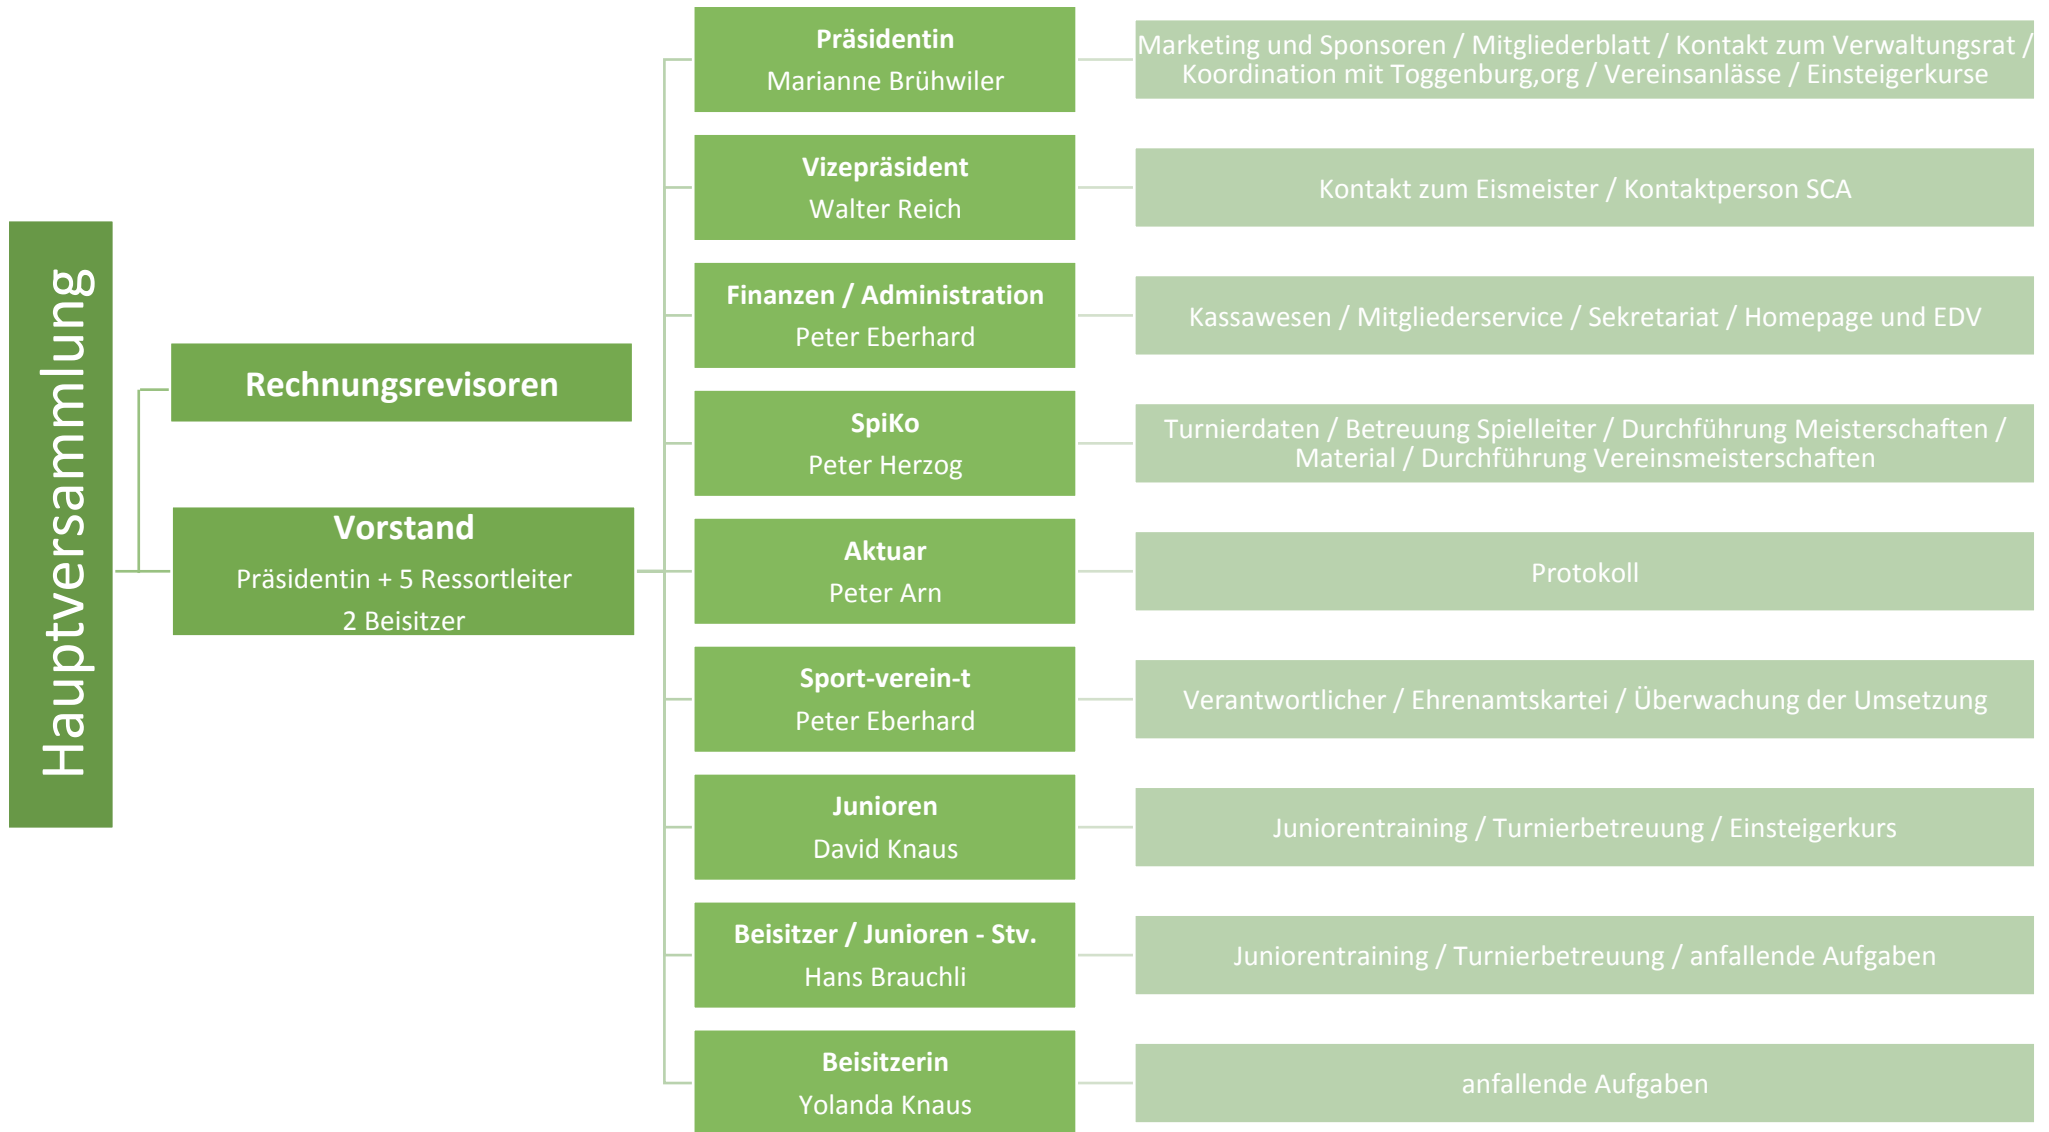 Hauptversammlung
Rechnungsrevisoren
Vorstand
Präsidentin + 5 Ressortleiter
2 Beisitzer
Präsidentin
Marianne Brühwiler
Marketing und Sponsoren / Mitgliederblatt / Kontakt zum Verwaltungsrat /
Koordination mit Toggenburg,org / Vereinsanlässe / Einsteigerkurse
Vizepräsident
Walter Reich
Kontakt zum Eismeister / Kontaktperson SCA
Finanzen / Administration
Peter Eberhard
Kassawesen / Mitgliederservice / Sekretariat / Homepage und EDV
SpiKo
Peter Herzog
Turnierdaten / Betreuung Spielleiter / Durchführung Meisterschaften /
Material / Durchführung Vereinsmeisterschaften
Aktuar
Peter Arn
Protokoll
Sport-verein-t
Peter Eberhard
Verantwortlicher / Ehrenamtskartei / Überwachung der Umsetzung
Junioren
David Knaus
Juniorentraining / Turnierbetreuung / Einsteigerkurs
Beisitzer / Junioren - Stv.
Hans Brauchli
Juniorentraining / Turnierbetreuung / anfallende Aufgaben
Beisitzerin
Yolanda Knaus
anfallende Aufgaben